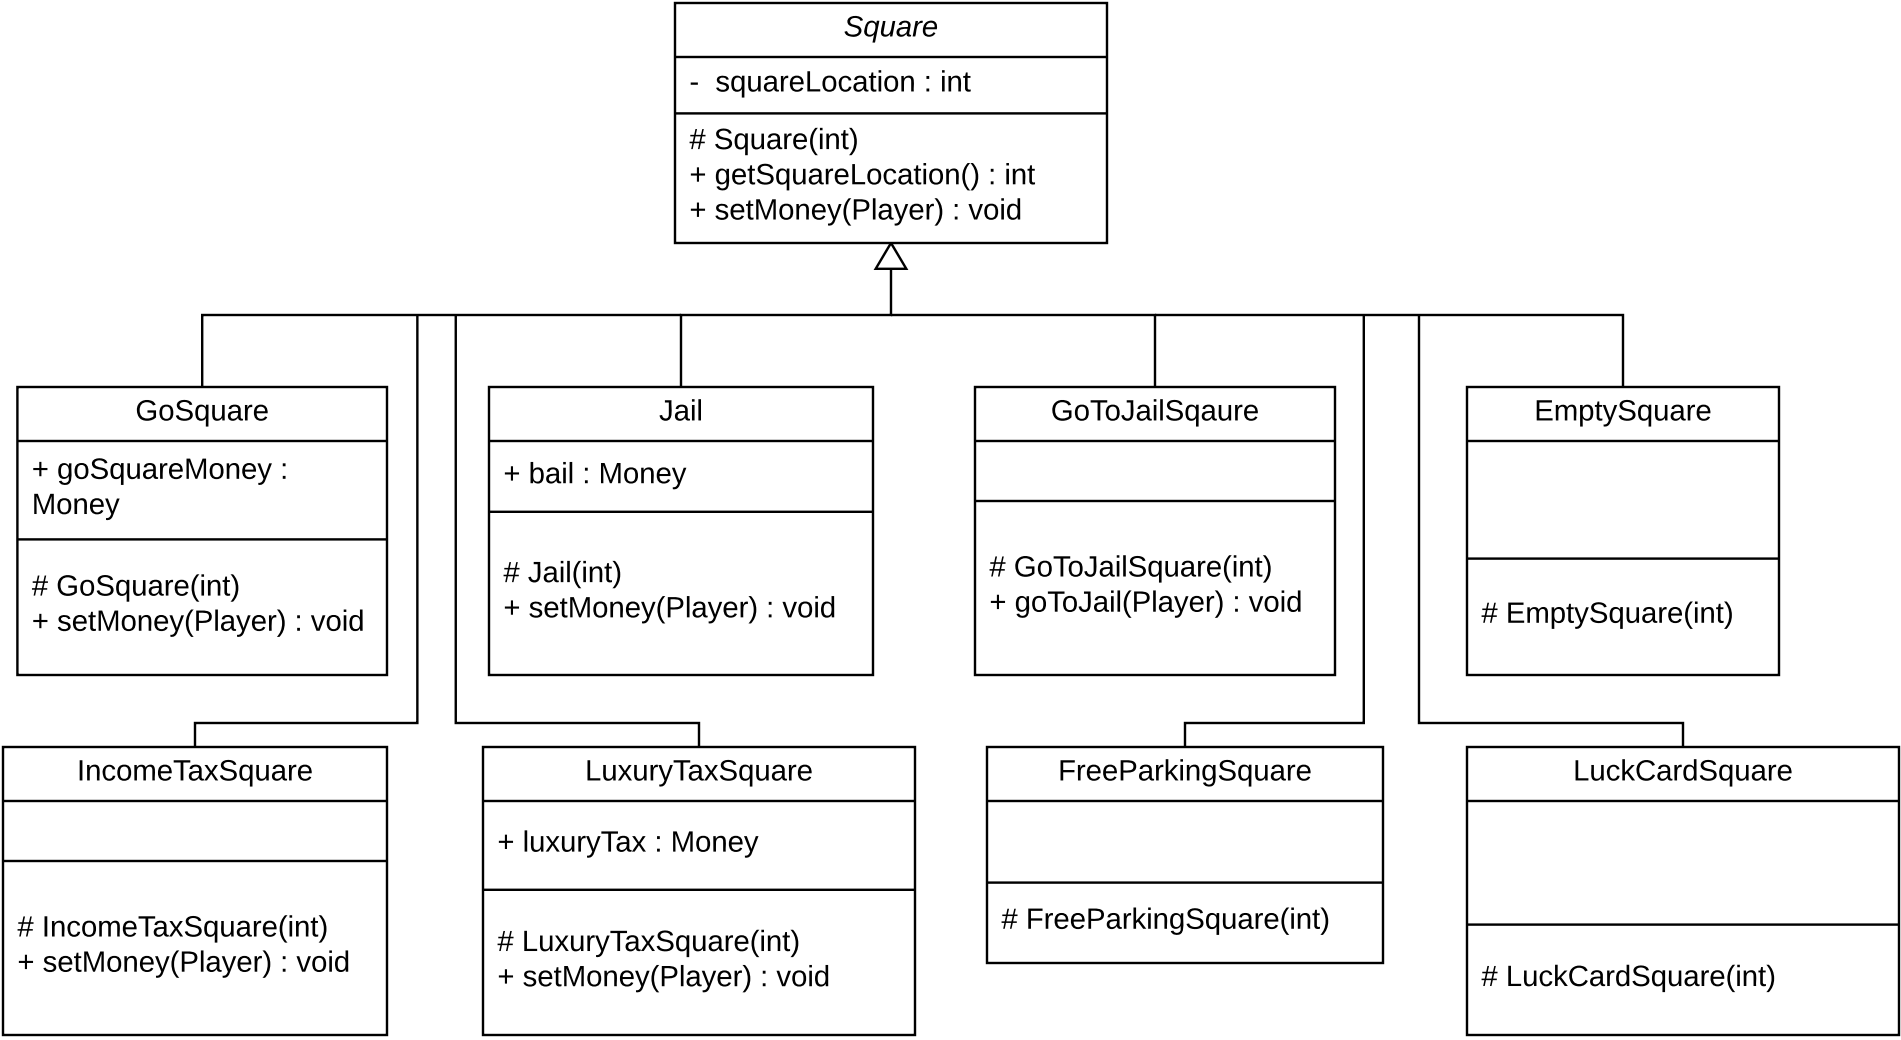 Square
- squareLocation : int
# Square(int)
+ getSquareLocation() : int
+ setMoney(Player) : void
GoSquare
+ goSquareMoney :
Money
# GoSquare(int)
+ setMoney(Player) : void
Jail
+ bail : Money
# Jail(int)
+ setMoney(Player) : void
GoToJailSqaure
# GoToJailSquare(int)
+ goToJail(Player) : void
EmptySquare
# EmptySquare(int)
IncomeTaxSquare
# IncomeTaxSquare(int)
+ setMoney(Player) : void
LuxuryTaxSquare
+ luxuryTax : Money
# LuxuryTaxSquare(int)
+ setMoney(Player) : void
FreeParkingSquare
# FreeParkingSquare(int)
LuckCardSquare
# LuckCardSquare(int)